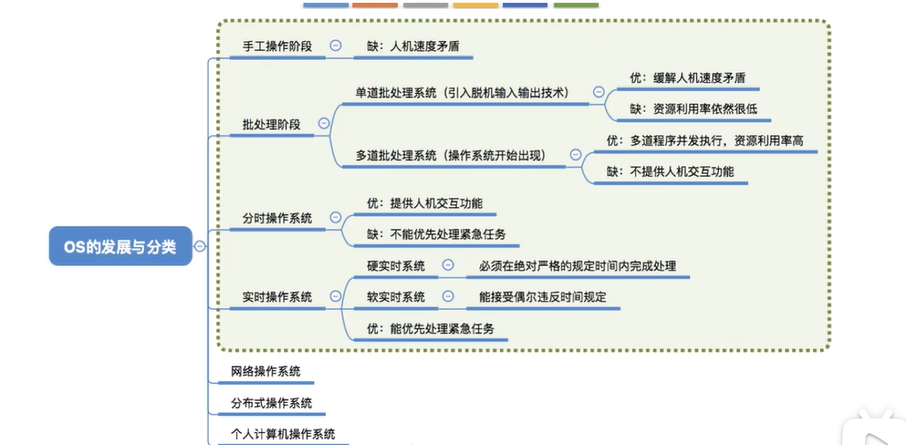 手工操作阶段
缺：人机速度矛盾
批处理阶段
单道批处理系统（引入脱机输入输出技术）
优：缓解人机速度矛盾
缺：资源利用率依然很低
多道批处理系统（操作系统开始出现）
优：多道程序并发执行，资源利用率高
缺：不提供人机交互功能
OS的发展与分类
分时操作系统
优：提供人机交互功能
缺：不能优先处理紧急任务
实时操作系统
硬实时系统
必须在绝对严格的规定时间内完成处理
软实时系统
能接受偶尔违反时间规定
优：能优先处理紧急任务
网络操作系统
分布式操作系统
个人计算机操作系统